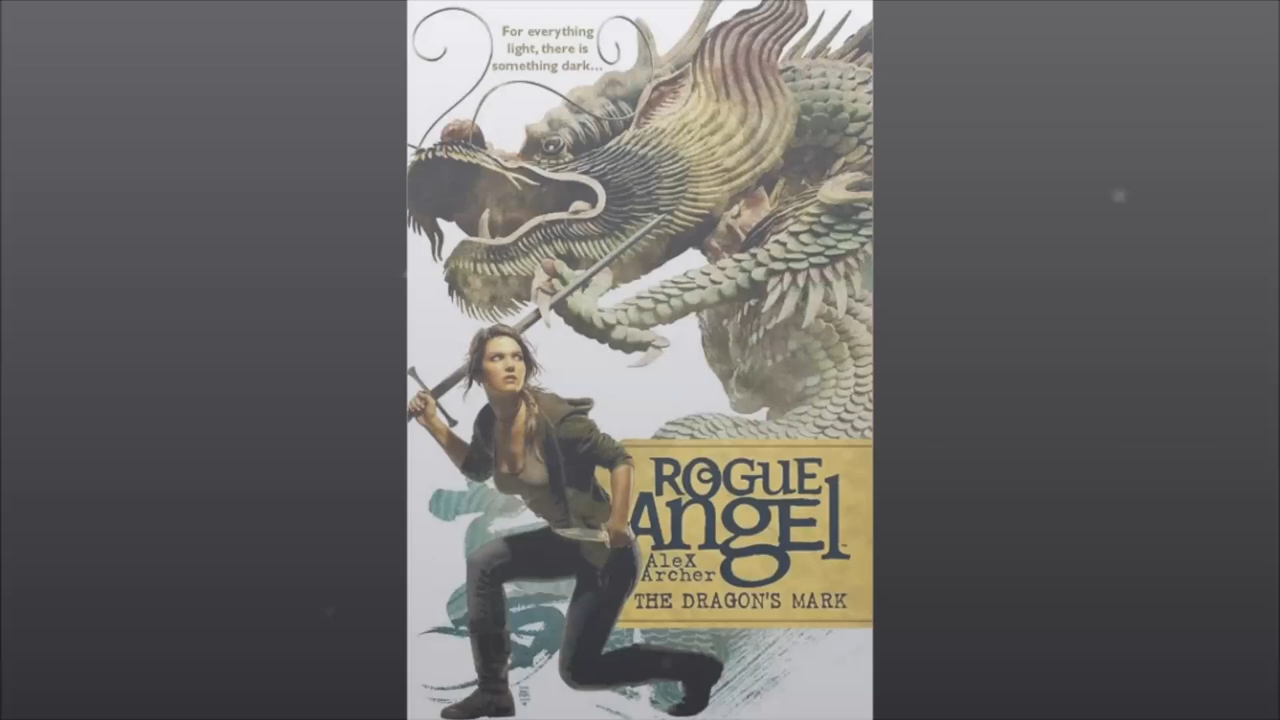 For everything
light, there is
something dark...
ROGUE
AngEl
AleX
Archer
THE DRAGON'S MARK